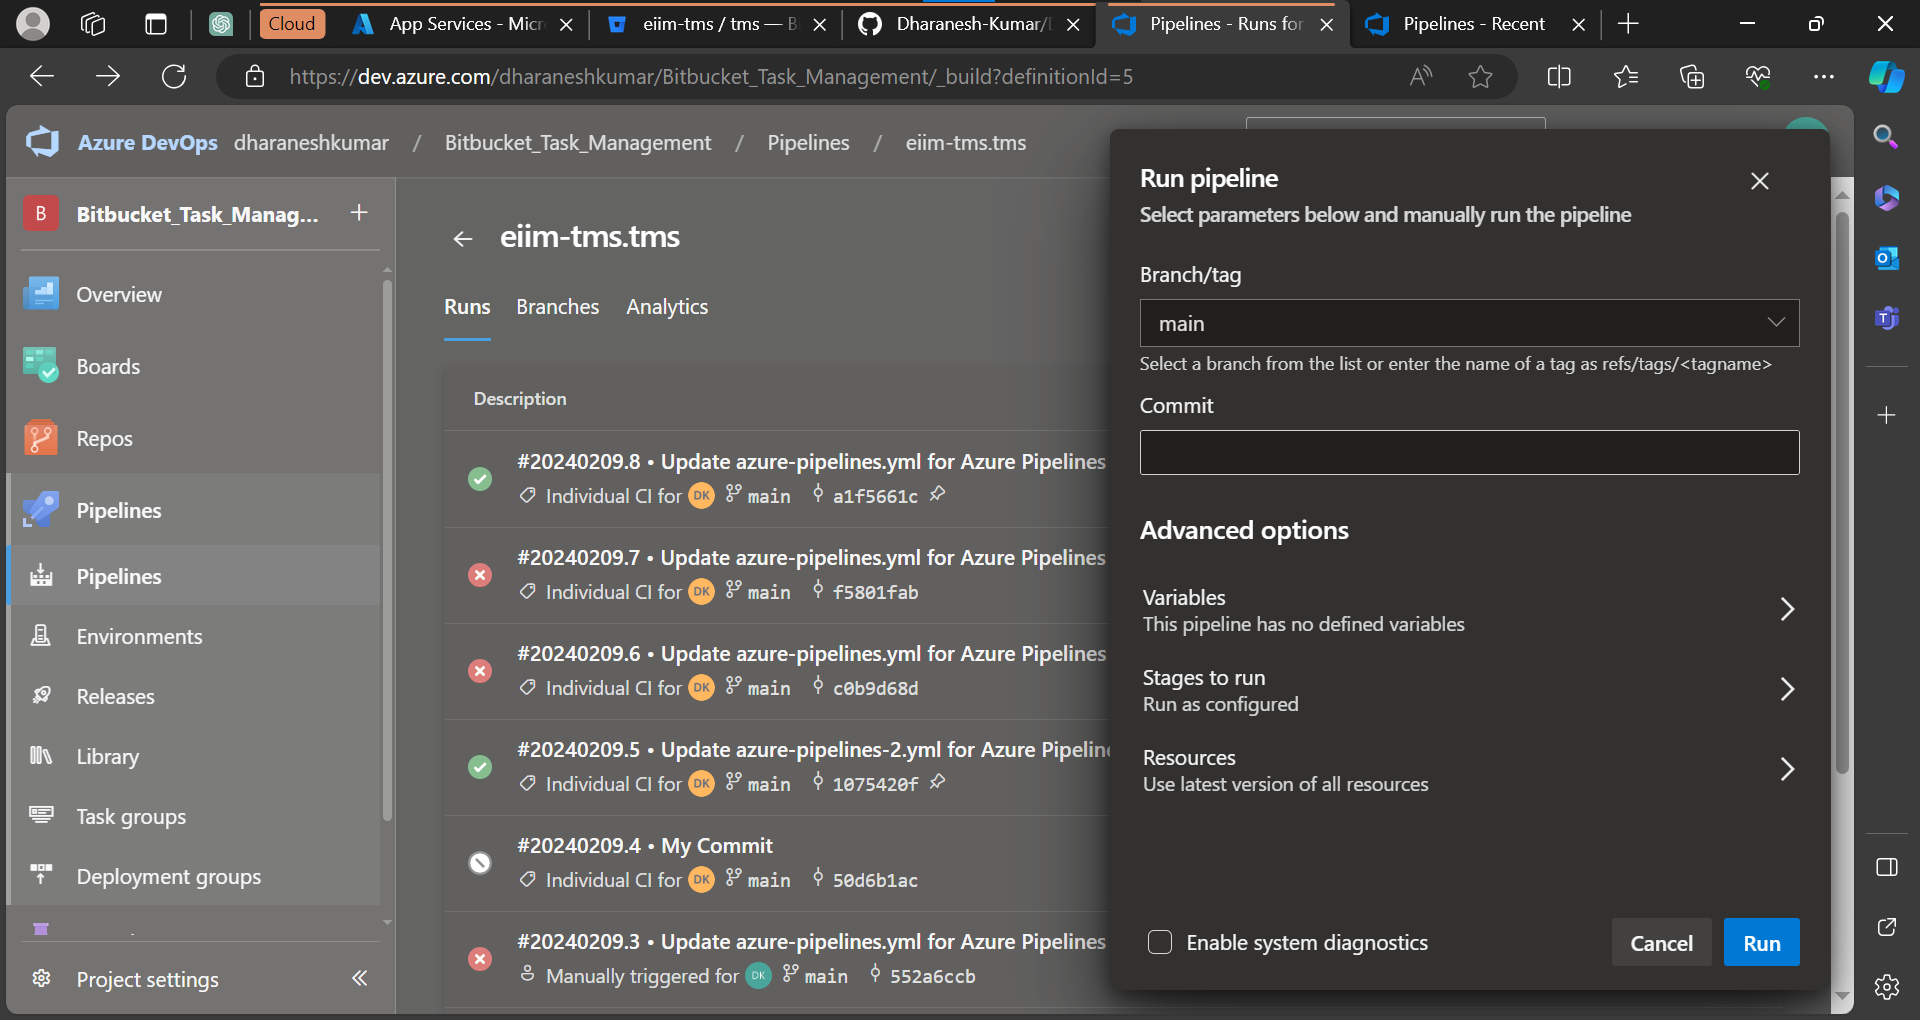 Cloud
App Services - Micr
eiim-tms / tms — B
Dharanesh-Kumar/
Pipelines - Runs for
Pipelines - Recent
https://dev.azure.com/dharaneshkumar/Bitbucket_Task_Management/_build?definitionId=5
Azure DevOps dharaneshkumar / Bitbucket_Task_Management / Pipelines / eiim-tms.tms
B Bitbucket_Task_Manag...
Overview
Boards
Repos
Pipelines
Pipelines
Environments
Releases
Library
Task groups
Deployment groups
Project settings
eiim-tms.tms
Runs Branches Analytics
Description
#20240209.8 • Update azure-pipelines.yml for Azure Pipelines
Individual CI for DK main a1f5661c
#20240209.7 • Update azure-pipelines.yml for Azure Pipelines
Individual CI for DK main f5801fab
#20240209.6 • Update azure-pipelines.yml for Azure Pipelines
Individual CI for DK main c0b9d68d
#20240209.5 • Update azure-pipelines-2.yml for Azure Pipeline
Individual CI for DK main 1075420f
#20240209.4 • My Commit
Individual CI for DK main 50d6b1ac
#20240209.3 • Update azure-pipelines.yml for Azure Pipelines
Manually triggered for DK main 552a6ccb
Run pipeline
Select parameters below and manually run the pipeline
Branch/tag
main
Select a branch from the list or enter the name of a tag as refs/tags/<tagname>
Commit
Advanced options
Variables
This pipeline has no defined variables
Stages to run
Run as configured
Resources
Use latest version of all resources
Enable system diagnostics
Cancel
Run